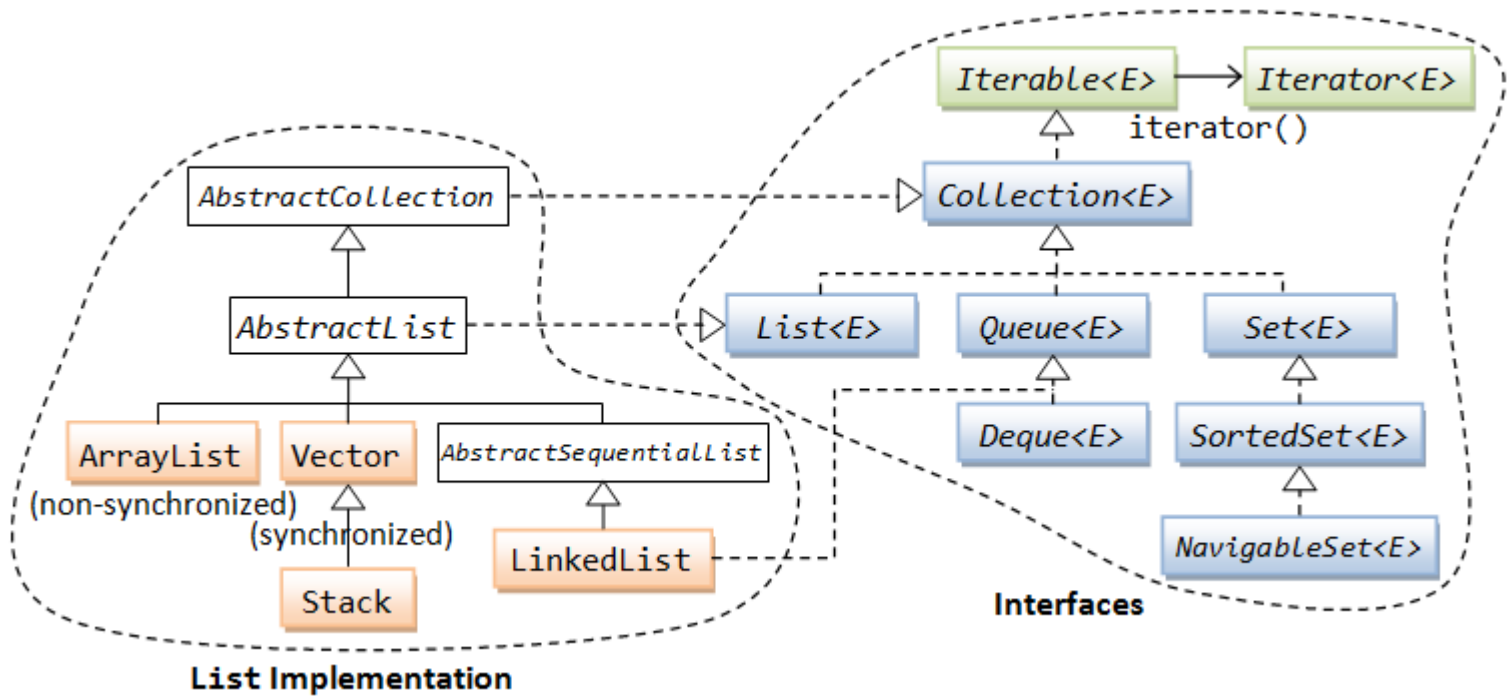 Iterable<E>
Iterator<E>
iterator()
AbstractCollection
Collection<E>
AbstractList
List<E>
Queue<E>
Set<E>
ArrayList
Vector
AbstractSequentialList
Deque<E>
SortedSet<E>
(non-synchronized)
(synchronized)
LinkedList
NavigableSet<E>
Stack
Interfaces
List Implementation